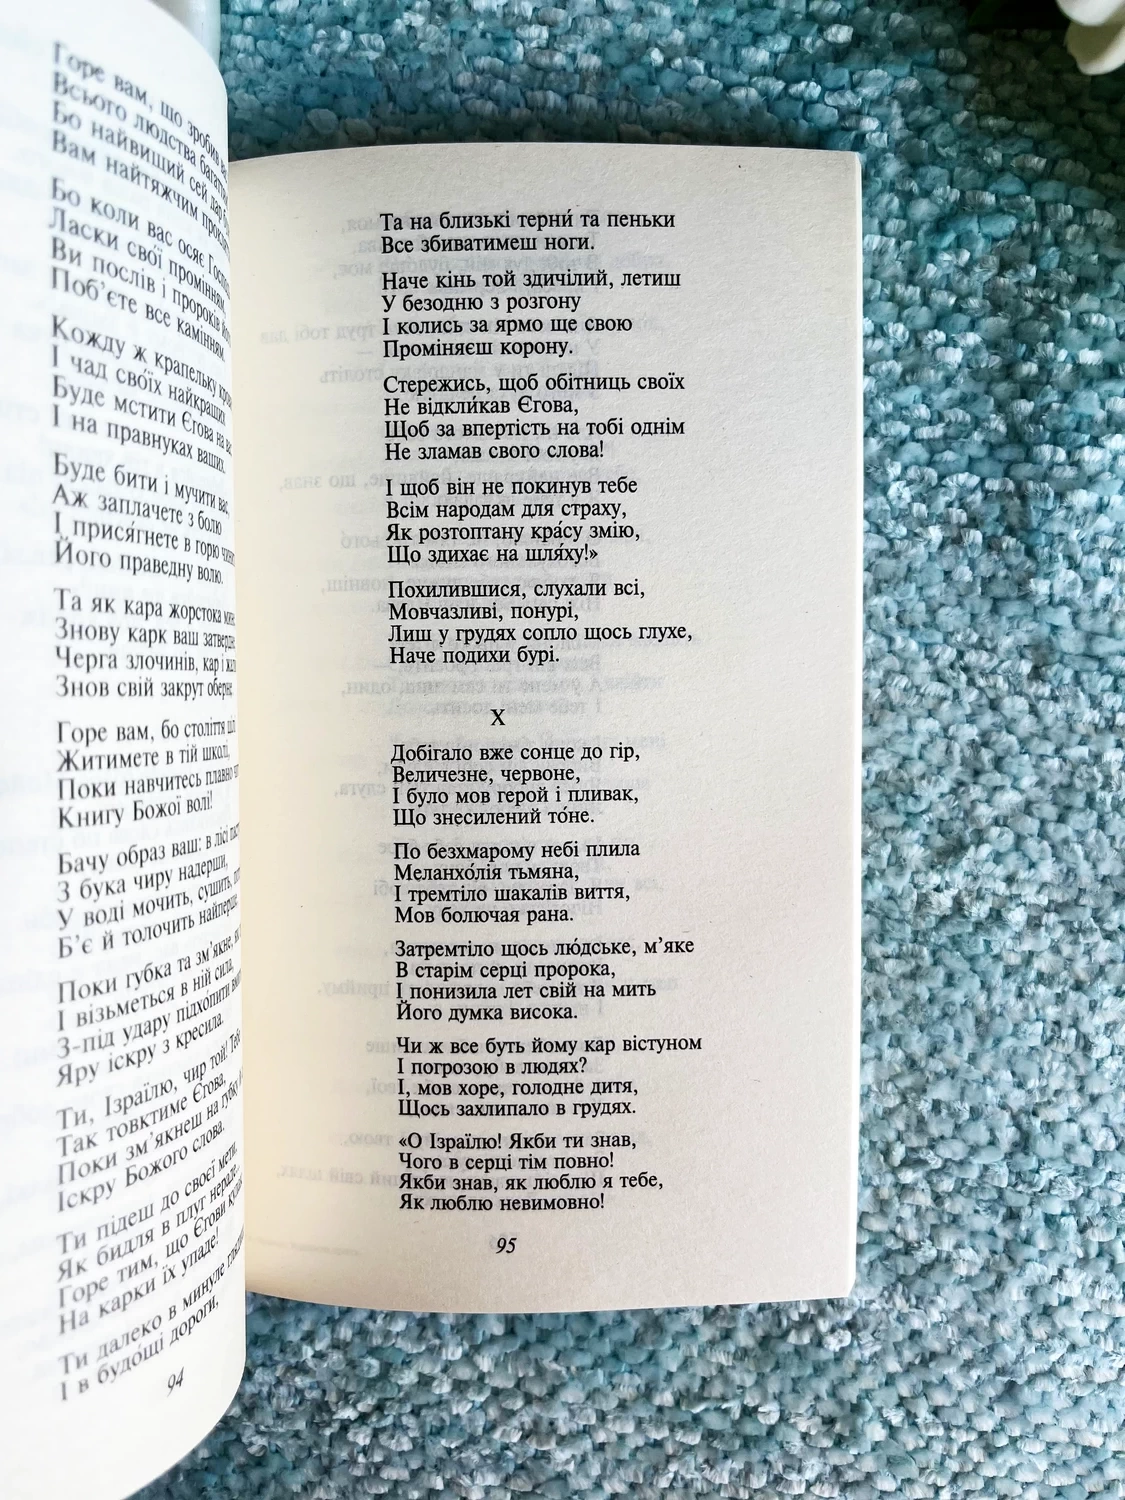 Горе вам, що зробив
Всього людства
Бо найвищий сей дар
Вам найтяжчим
Бо коли вас осяє
Ласки свої промінням,
Ви послів і пророків
Поб’єте все камінням.
Кожду ж крапельку
І чад своїх найкращих
Буде мстити Єгова на
І на правнуках ваших.
Буде бити і мучити вас,
Аж заплачете з болю
І прися́гнете в горю
Його праведну волю.
Та як кара жорстока
Знову карк ваш
Черга злочинів, кар і
Знов свій закрут
Горе вам, бо століття
Житимете в тій школі,
Поки навчитесь плавно
Книгу Божої волі!
Бачу образ ваш: в лісі
З бука чиру надерши,
У воді мочить, сушить,
Б’є й толочить найперше.
Поки губка та зм’якне,
І візьметься в ній сила,
З-під удару підхопити
Яру іскру з кресила.
Ти, Ізраїлю, чир той!
Так товктиме Єгова,
Поки зм’якнеш на губку
Іскру Божого слова.
Ти підеш до своєї мети,
Як бидля в плуг
Горе тим, що Єгови
На карки їх упаде!
Ти далеко в минуле
І в будо́щі дороги,
94
Та на близькі терни́ та пеньки
Все збиватимеш ноги.
Наче кінь той здичілий, летиш
У безодню з розгону
І колись за ярмо ще свою
Проміняєш корону.
Стережись, щоб обітниць своїх
Не відкли́кав Єгова,
Щоб за впертість на тобі однім
Не зламав свого слова!
І щоб він не покинув тебе
Всім народам для страху,
Як розтоптану кра́су змію,
Що здихає на шля́ху!»
Похилившися, слухали всі,
Мовчазливі, понурі,
Лиш у грудях сопло щось глухе,
Наче подихи бурі.
X
Добігало вже сонце до гір,
Величезне, червоне,
І було мов герой і пливак,
Що знесилений то́не.
По безхмарому небі плила
Меланхо́лія тьмяна,
І тремтіло шакалів виття,
Мов болючая рана.
Затремтіло щось лю́дське, м’яке
В старім серці пророка,
І понизила лет свій на мить
Його думка висока.
Чи ж все буть йому кар вістуном
І погрозою в людях?
І, мов хоре, голодне дитя,
Щось захлипало в грудях.
«О Ізраїлю! Якби ти знав,
Чого в серці тім повно!
Якби знав, як люблю я тебе,
Як люблю невимовно!
95